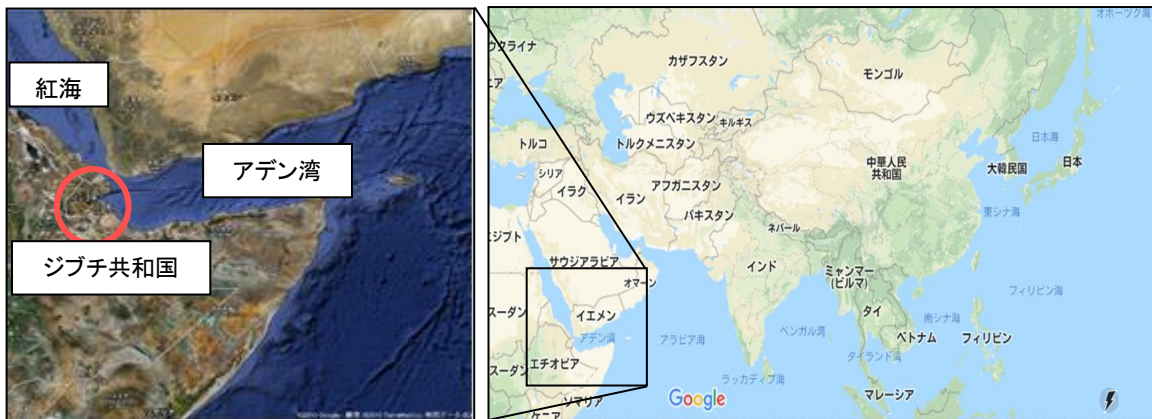 紅海
アデン湾
ジブチ共和国
オホーツク海
ウクライナ
ニア
カザフスタン
モンゴル
ウズベキスタン
キルギス
日本海
トルコ
トルクメニスタン
大韓民国
日本
中華人民
共和国
シリア
イラク
イラン
アフガニスタン
パキスタン
東シナ海
エジプト
ネパール
サウジアラビア
オマーン
インド
ミャンマー
(ビルマ)
フィリピン海
スーダン
イエメン
タイ
アデン湾
アラビア海
ベンガル湾
南シナ海
ベトナム
フィリピン
エチオピア
タイランド湾
スーダン
ラッカディブ海
マレーシア
ソマリア
ケニア
Google